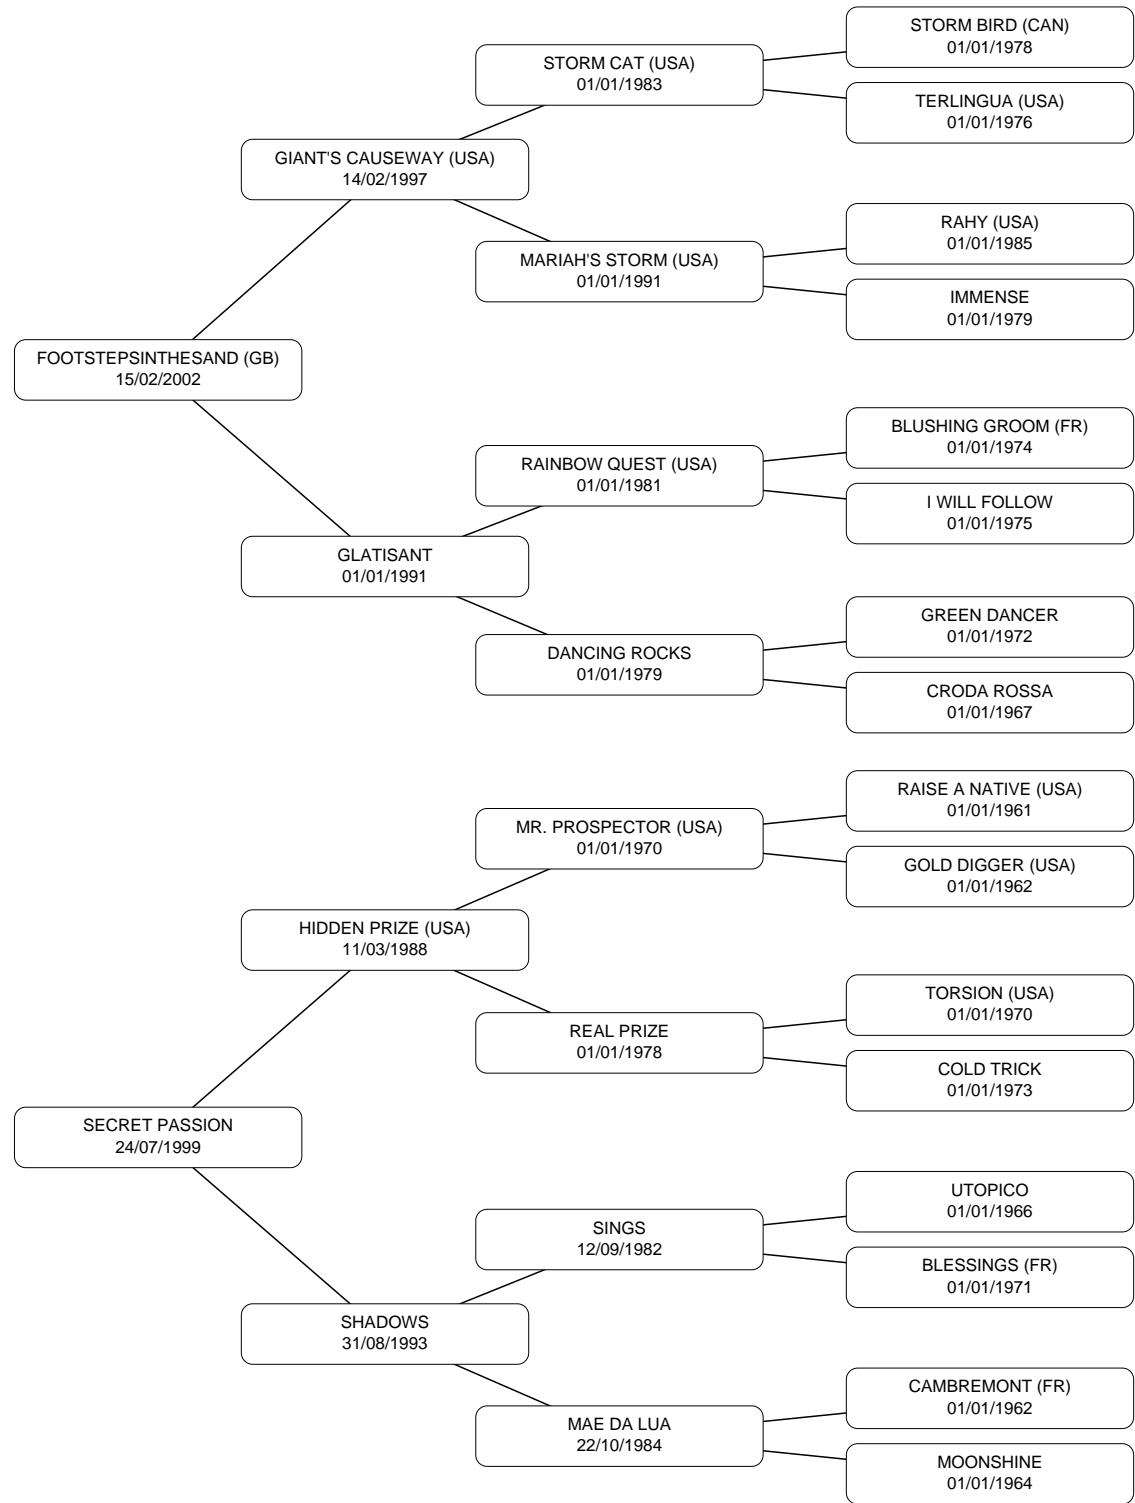 STORM BIRD (CAN)
01/01/1978
STORM CAT (USA)
01/01/1983
TERLINGUA (USA)
01/01/1976
GIANT'S CAUSEWAY (USA)
14/02/1997
RAHY (USA)
01/01/1985
MARIAH'S STORM (USA)
01/01/1991
IMMENSE
01/01/1979
FOOTSTEPSINTHESAND (GB)
15/02/2002
BLUSHING GROOM (FR)
01/01/1974
RAINBOW QUEST (USA)
01/01/1981
I WILL FOLLOW
01/01/1975
GLATISANT
01/01/1991
GREEN DANCER
01/01/1972
DANCING ROCKS
01/01/1979
CRODA ROSSA
01/01/1967
RAISE A NATIVE (USA)
01/01/1961
MR. PROSPECTOR (USA)
01/01/1970
GOLD DIGGER (USA)
01/01/1962
HIDDEN PRIZE (USA)
11/03/1988
TORSION (USA)
01/01/1970
REAL PRIZE
01/01/1978
COLD TRICK
01/01/1973
SECRET PASSION
24/07/1999
UTOPICO
01/01/1966
SINGS
12/09/1982
BLESSINGS (FR)
01/01/1971
SHADOWS
31/08/1993
CAMBREMONT (FR)
01/01/1962
MAE DA LUA
22/10/1984
MOONSHINE
01/01/1964